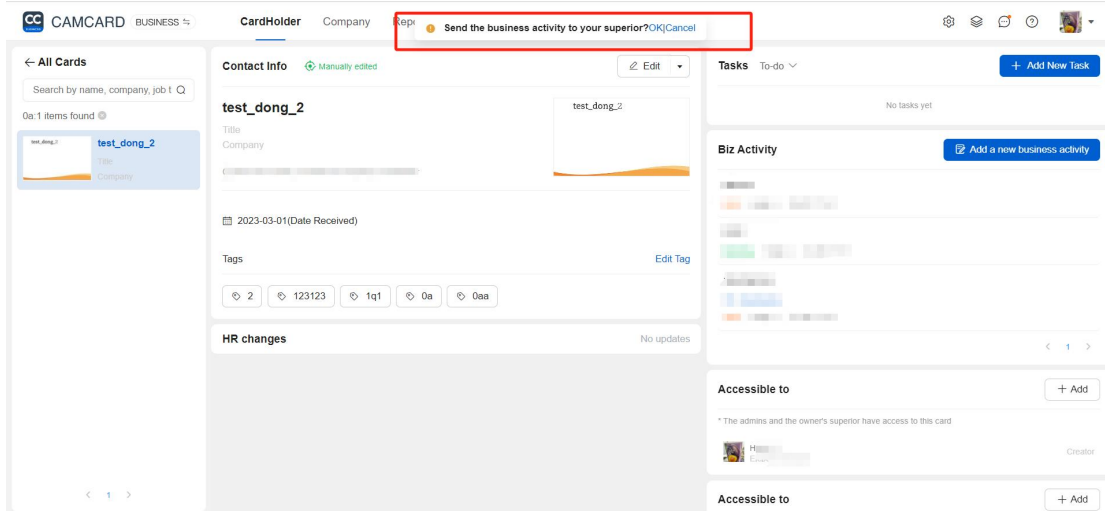 CC
CAMCARD BUSINESS
CardHolder Company Repo
Send the business activity to your superior?OK|Cancel
← All Cards
Search by name, company, job t
0a:1 items found
test_dong_2
test_dong_2
Title
Company
< 1 >
Contact Info Manually edited Edit
test_dong_2
Title
Company
test_dong_2
2023-03-01(Date Received)
Tags Edit Tag
2 123123 1q1 0a 0aa
HR changes No updates
Tasks To-do + Add New Task
No tasks yet
Biz Activity Add a new business activity
< 1 >
Accessible to + Add
* The admins and the owner's superior have access to this card
Creator
Accessible to + Add